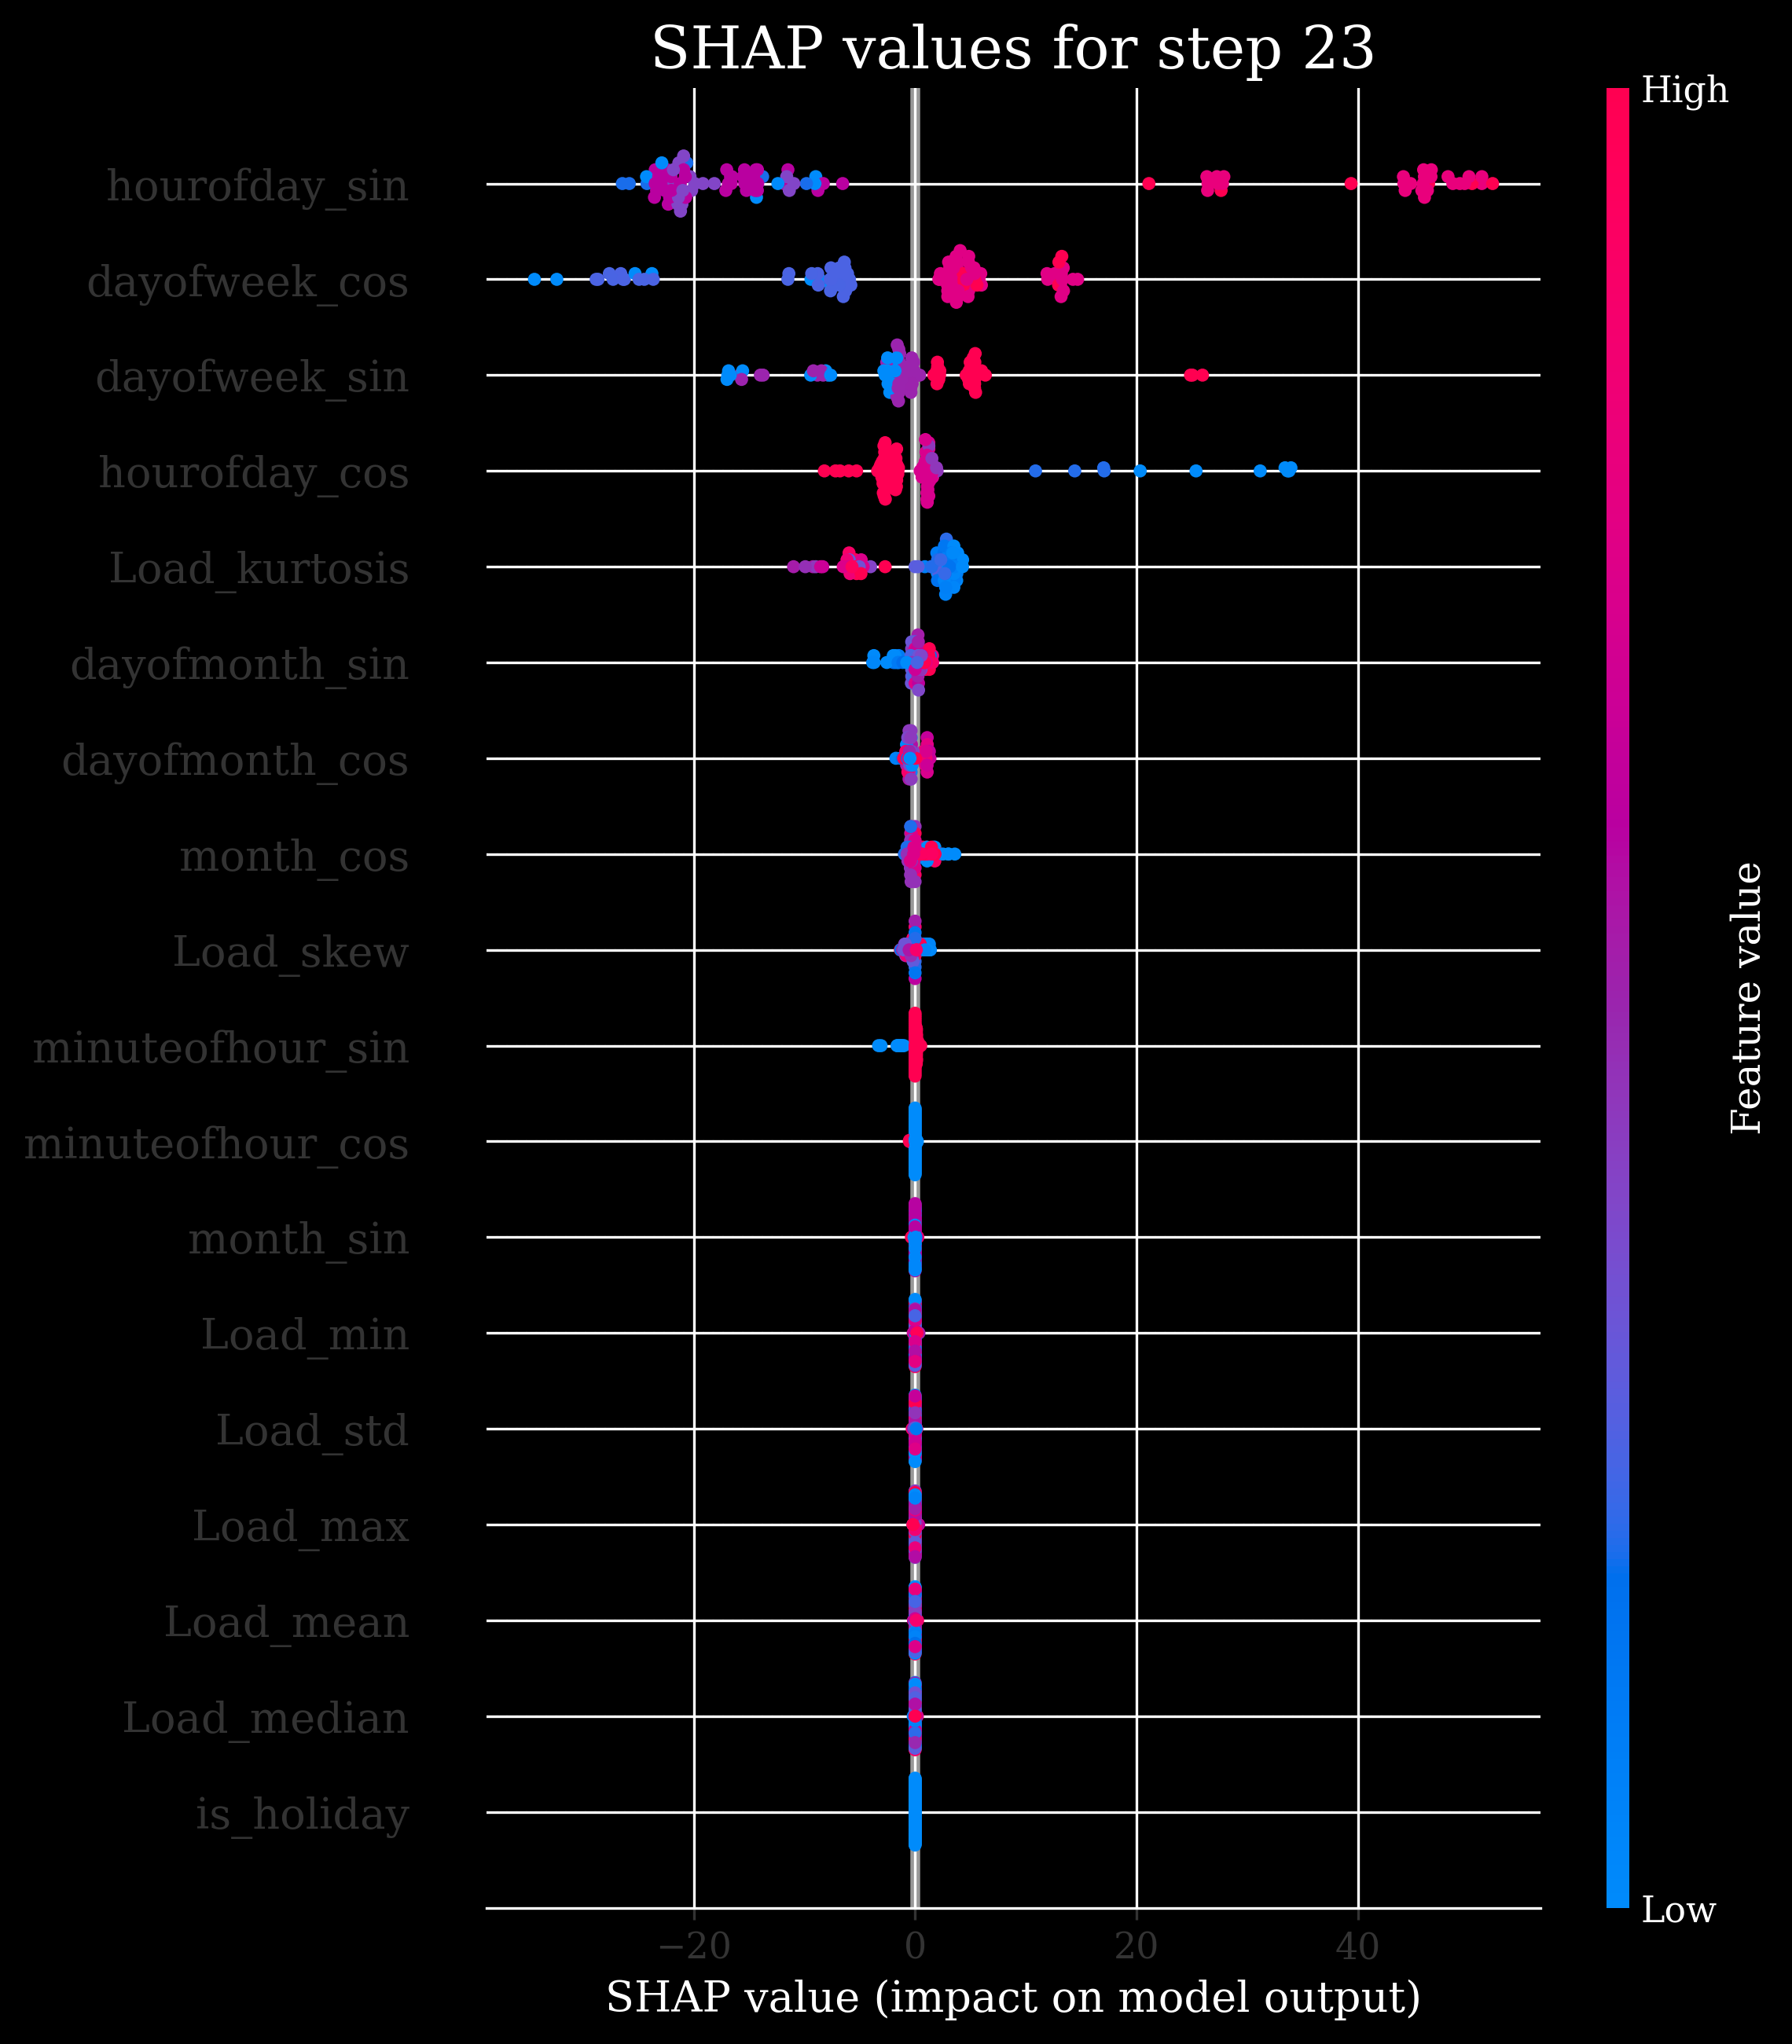 SHAP values for step 23
High
hourofday_sin
dayofweek_cos
dayofweek_sin
hourofday_cos
Load_kurtosis
dayofmonth_sin
dayofmonth_cos
month_cos
Load_skew
minuteofhour_sin
minuteofhour_cos
month_sin
Load_min
Load_std
Load_max
Load_mean
Load_median
is_holiday
Feature value
Low
−20 0 20 40
SHAP value (impact on model output)